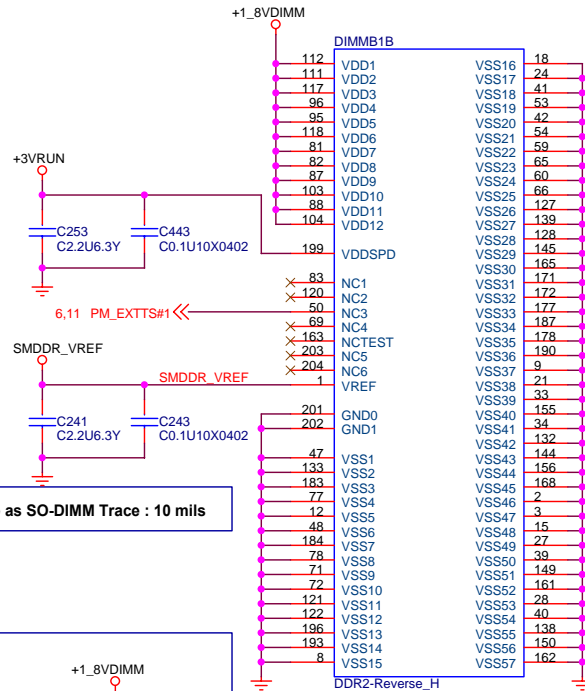 +1_8VDIMM
DIMMB1B
112 VDD1 VSS16 18
111 VDD2 VSS17 24
117 VDD3 VSS18 41
96 VDD4 VSS19 53
95 VDD5 VSS20 42
118 VDD6 VSS21 54
81 VDD7 VSS22 59
82 VDD8 VSS23 65
87 VDD9 VSS24 60
103 VDD10 VSS25 66
88 VDD11 VSS26 127
104 VDD12 VSS27 139
VSS28 128
199 VDDSPD VSS29 145
VSS30 165
83 NC1 VSS31 171
120 NC2 VSS32 172
50 NC3 VSS33 177
69 NC4 VSS34 187
163 NCTEST VSS35 178
203 NC5 VSS36 190
204 NC6 VSS37 9
1 VREF VSS38 21
VSS39 33
201 GND0 VSS40 155
202 GND1 VSS41 34
VSS42 132
47 VSS1 VSS43 144
133 VSS2 VSS44 156
183 VSS3 VSS45 168
77 VSS4 VSS46 2
12 VSS5 VSS47 3
48 VSS6 VSS48 15
184 VSS7 VSS49 27
78 VSS8 VSS50 39
71 VSS9 VSS51 149
72 VSS10 VSS52 161
121 VSS11 VSS53 28
122 VSS12 VSS54 40
196 VSS13 VSS55 138
193 VSS14 VSS56 150
8 VSS15 VSS57 162
DDR2-Reverse_H
+3VRUN
C253
C2.2U6.3Y
C443
C0.1U10X0402
6,11 PM_EXTTS#1
SMDDR_VREF
SMDDR_VREF
C241
C2.2U6.3Y
C243
C0.1U10X0402
as SO-DIMM Trace : 10 mils
+1_8VDIMM